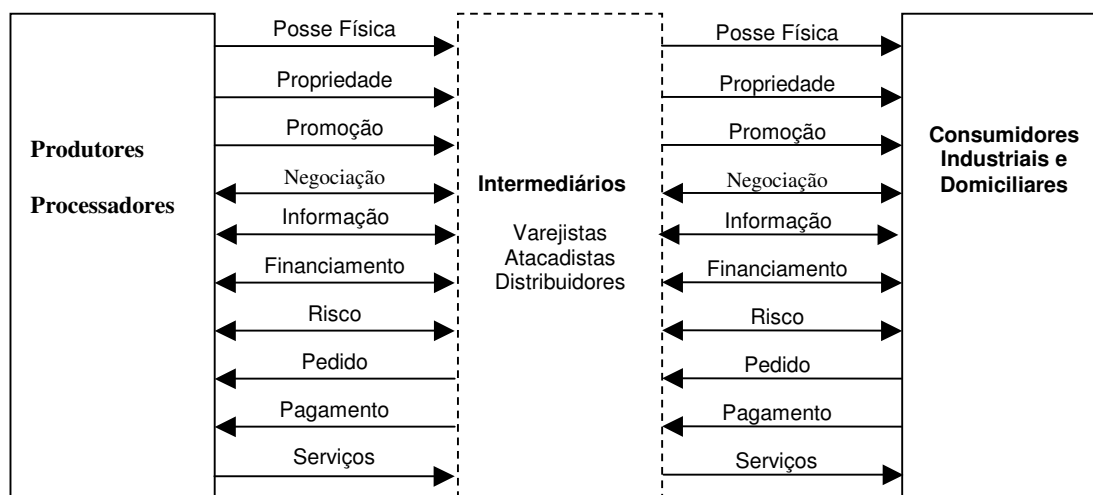 Posse Física
Propriedade
Promoção
Negociação
Informação
Financiamento
Risco
Pedido
Pagamento
Serviços
Produtores
Processadores
Intermediários
Varejistas
Atacadistas
Distribuidores
Posse Física
Propriedade
Promoção
Negociação
Informação
Financiamento
Risco
Pedido
Pagamento
Serviços
Consumidores
Industriais e
Domiciliares